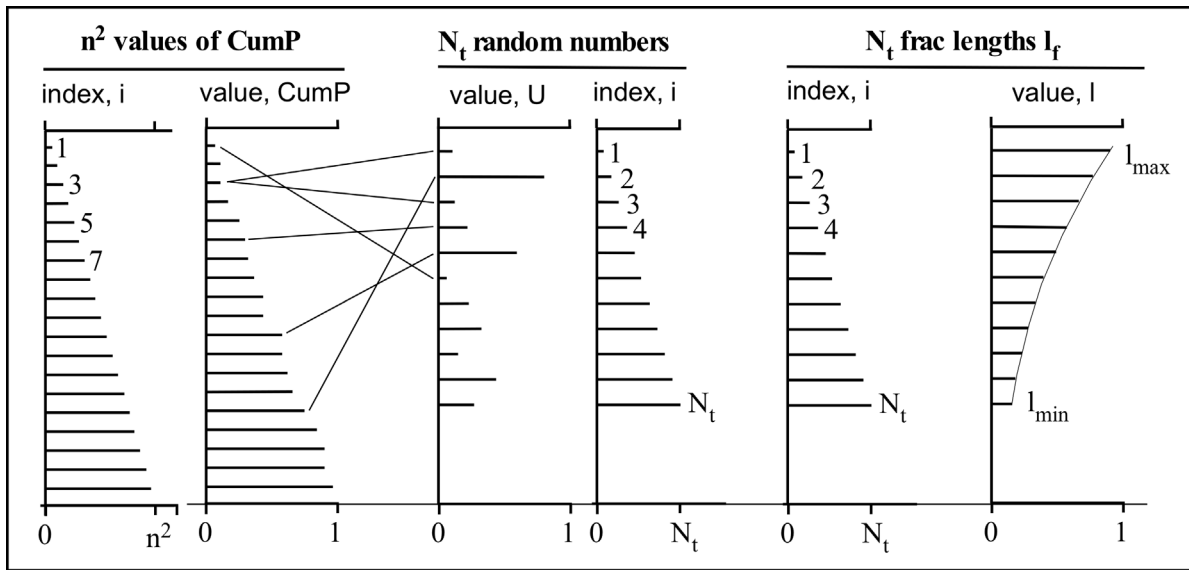 n² values of CumP
N_t random numbers
N_t frac lengths l_f
index, i
value, CumP
value, U
index, i
index, i
value, l
1
3
5
7
1
2
3
4
N_t
1
2
3
4
N_t
l_max
l_min
0
n²
0
1
0
1
0
N_t
0
N_t
0
1